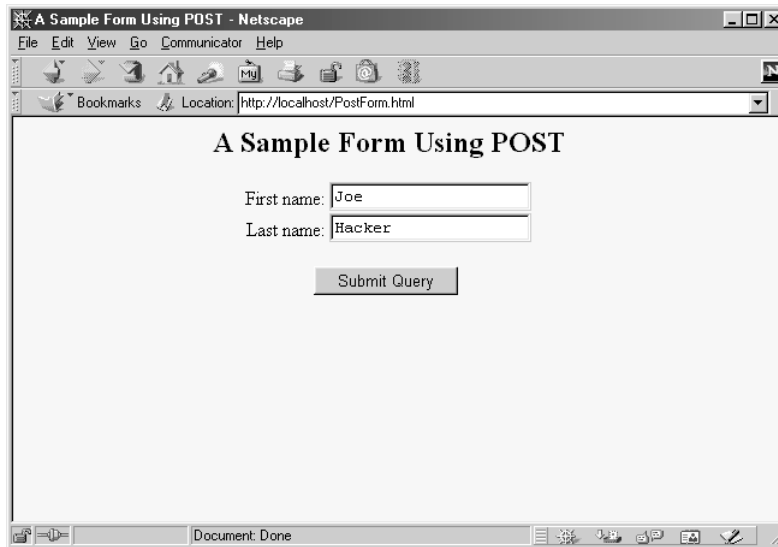 A Sample Form Using POST - Netscape
File Edit View Go Communicator Help
My
Bookmarks Location: http://localhost/PostForm.html
N
A Sample Form Using POST
First name: Joe
Last name: Hacker
Submit Query
Document: Done